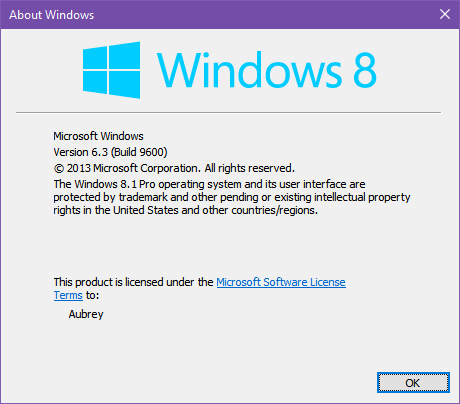 About Windows
Windows 8
Microsoft Windows
Version 6.3 (Build 9600)
© 2013 Microsoft Corporation. All rights reserved.
The Windows 8.1 Pro operating system and its user interface are
protected by trademark and other pending or existing intellectual property
rights in the United States and other countries/regions.
This product is licensed under the Microsoft Software License
Terms to:
Aubrey
OK